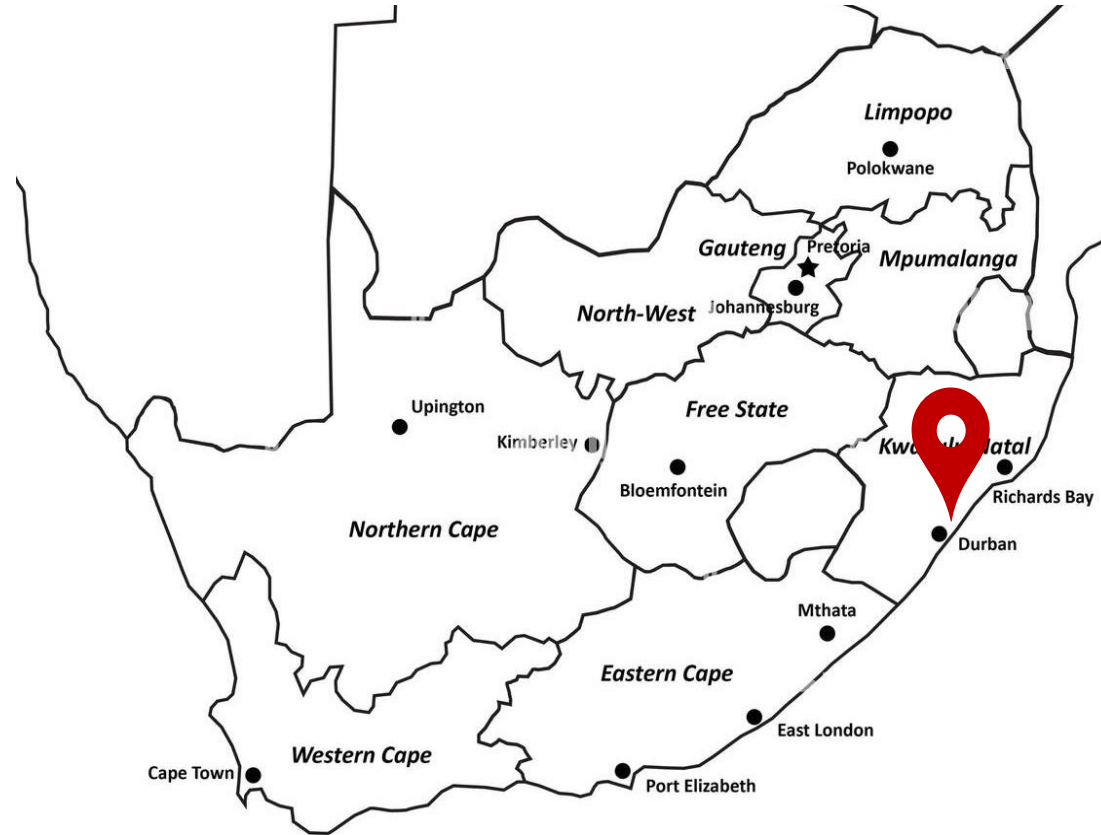 Limpopo
Polokwane
Gauteng
Pretoria
Mpumalanga
North-West
Johannesburg
Upington
Free State
Kimberley
Natal
Bloemfontein
Richards Bay
Northern Cape
Durban
Mthata
Eastern Cape
East London
Western Cape
Cape Town
Port Elizabeth